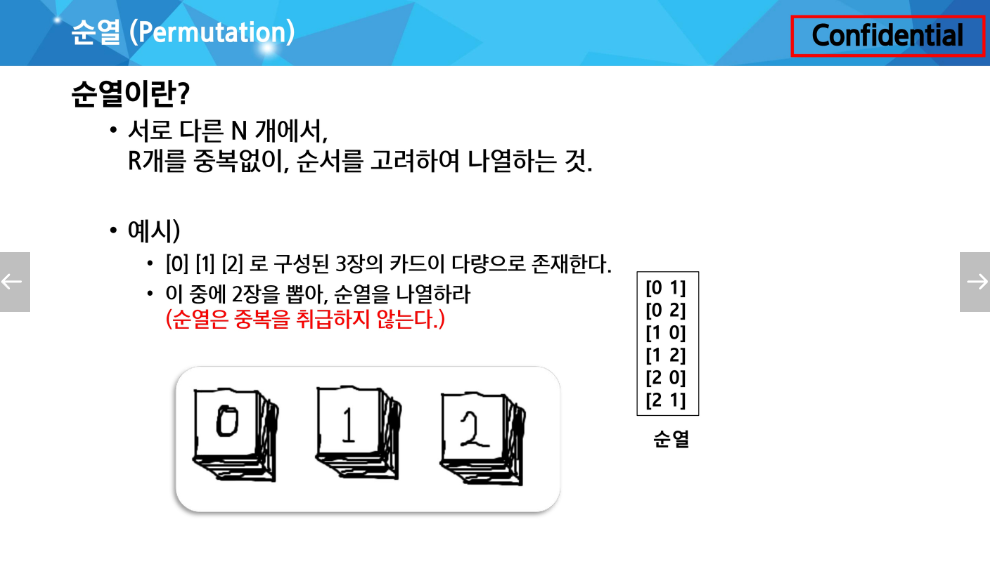 순열 (Permutation)
Confidential
순열이란?
• 서로 다른 N 개에서,
R개를 중복없이, 순서를 고려하여 나열하는 것.
• 예시)
• [0] [1] [2] 로 구성된 3장의 카드이 다량으로 존재한다.
• 이 중에 2장을 뽑아, 순열을 나열하라
(순열은 중복을 취급하지 않는다.)
[0 1]
[0 2]
[1 0]
[1 2]
[2 0]
[2 1]
순열
0 1 2